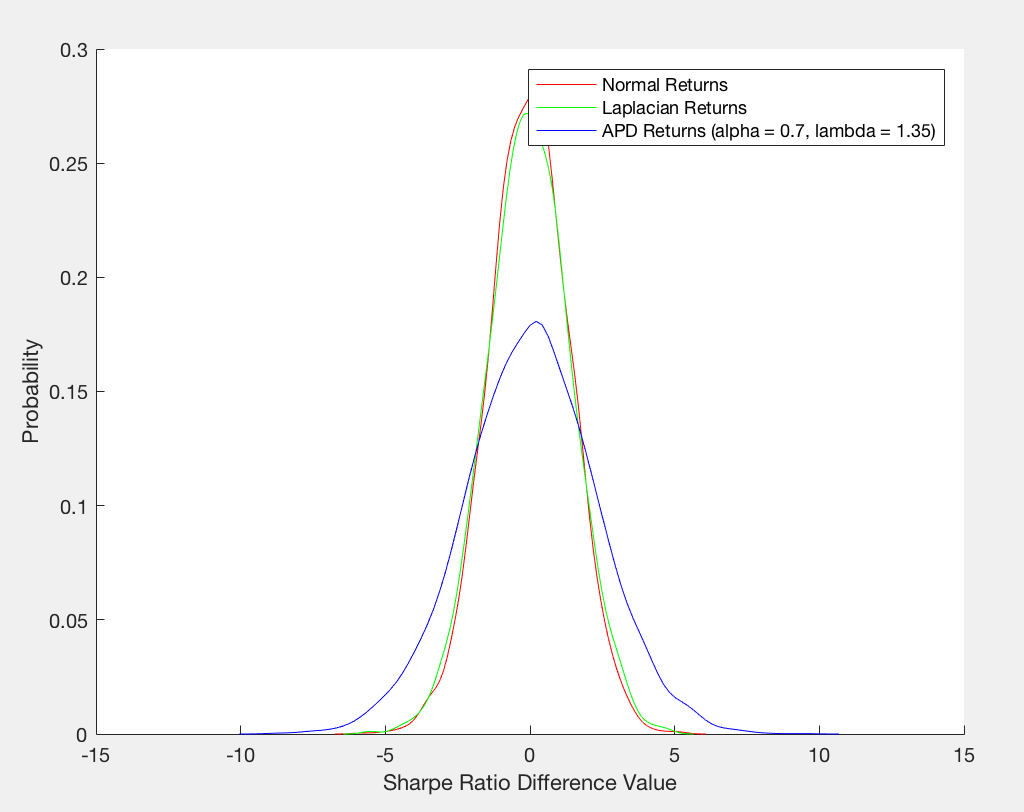 0.3
0.25
0.2
0.15
0.1
0.05
0
-15
-10
-5
0
5
10
15
Probability
Sharpe Ratio Difference Value
Normal Returns
Laplacian Returns
APD Returns (alpha = 0.7, lambda = 1.35)